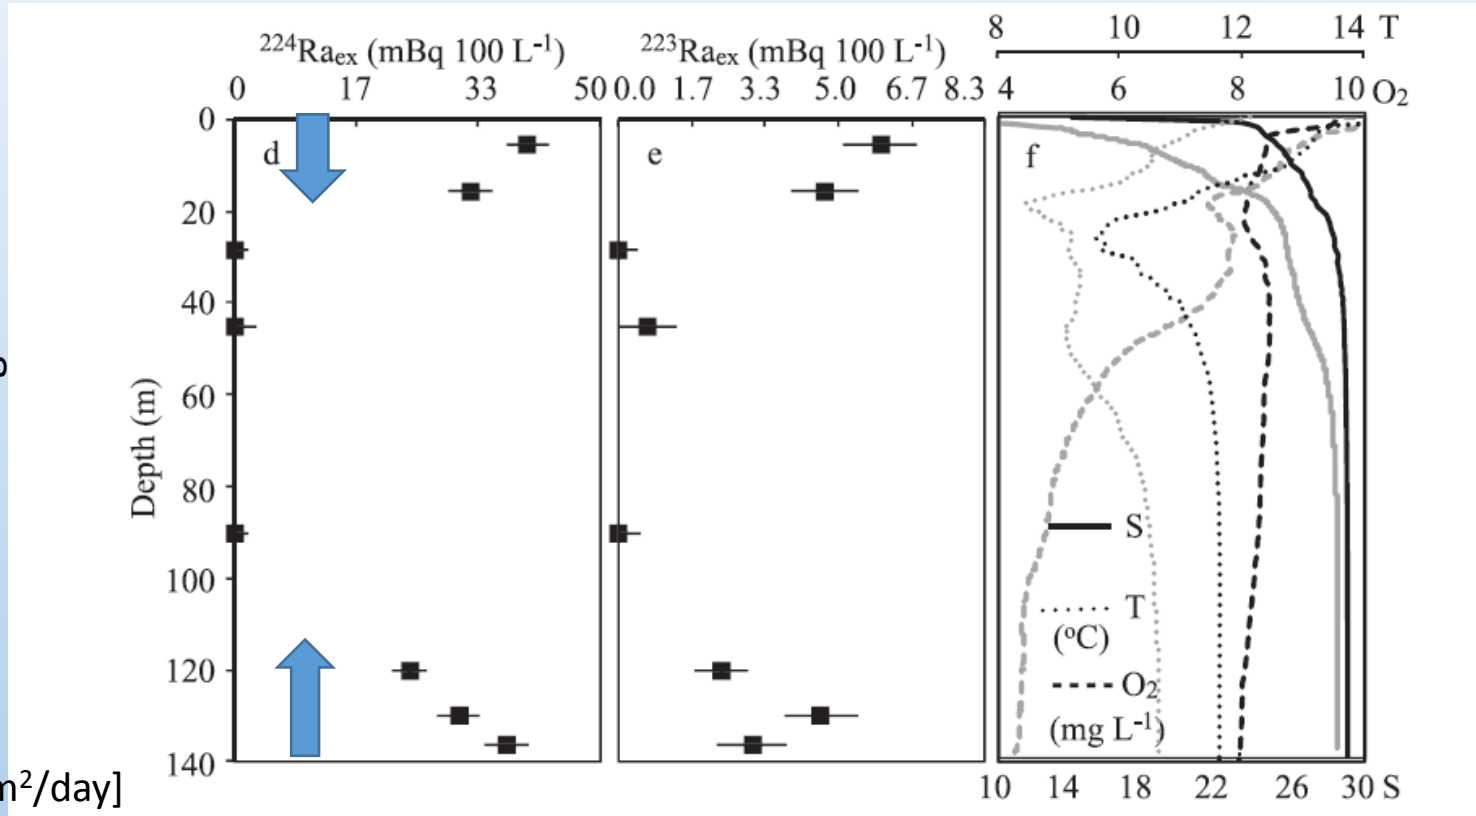 8 10 12 14 T
²²⁴Raₑₓ (mBq 100 L⁻¹) ²²³Raₑₓ (mBq 100 L⁻¹)
0 17 33 50 0.0 1.7 3.3 5.0 6.7 8.3 4 6 8 10 O₂
0
d e f
20
40
60
Depth (m)
80
S
100
T
(ºC)
120
O₂
(mg L⁻¹)
140
10 14 18 22 26 30 S
m²/day]